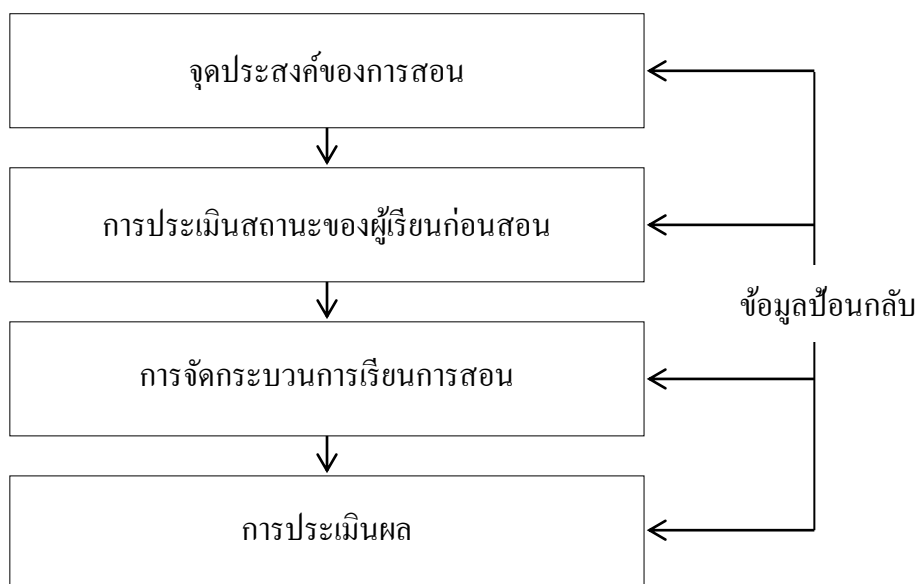 จุดประสงค์ของการสอน
การประเมินสถานะของผู้เรียนก่อนสอน
ข้อมูลป้อนกลับ
การจัดกระบวนการเรียนการสอน
การประเมินผล